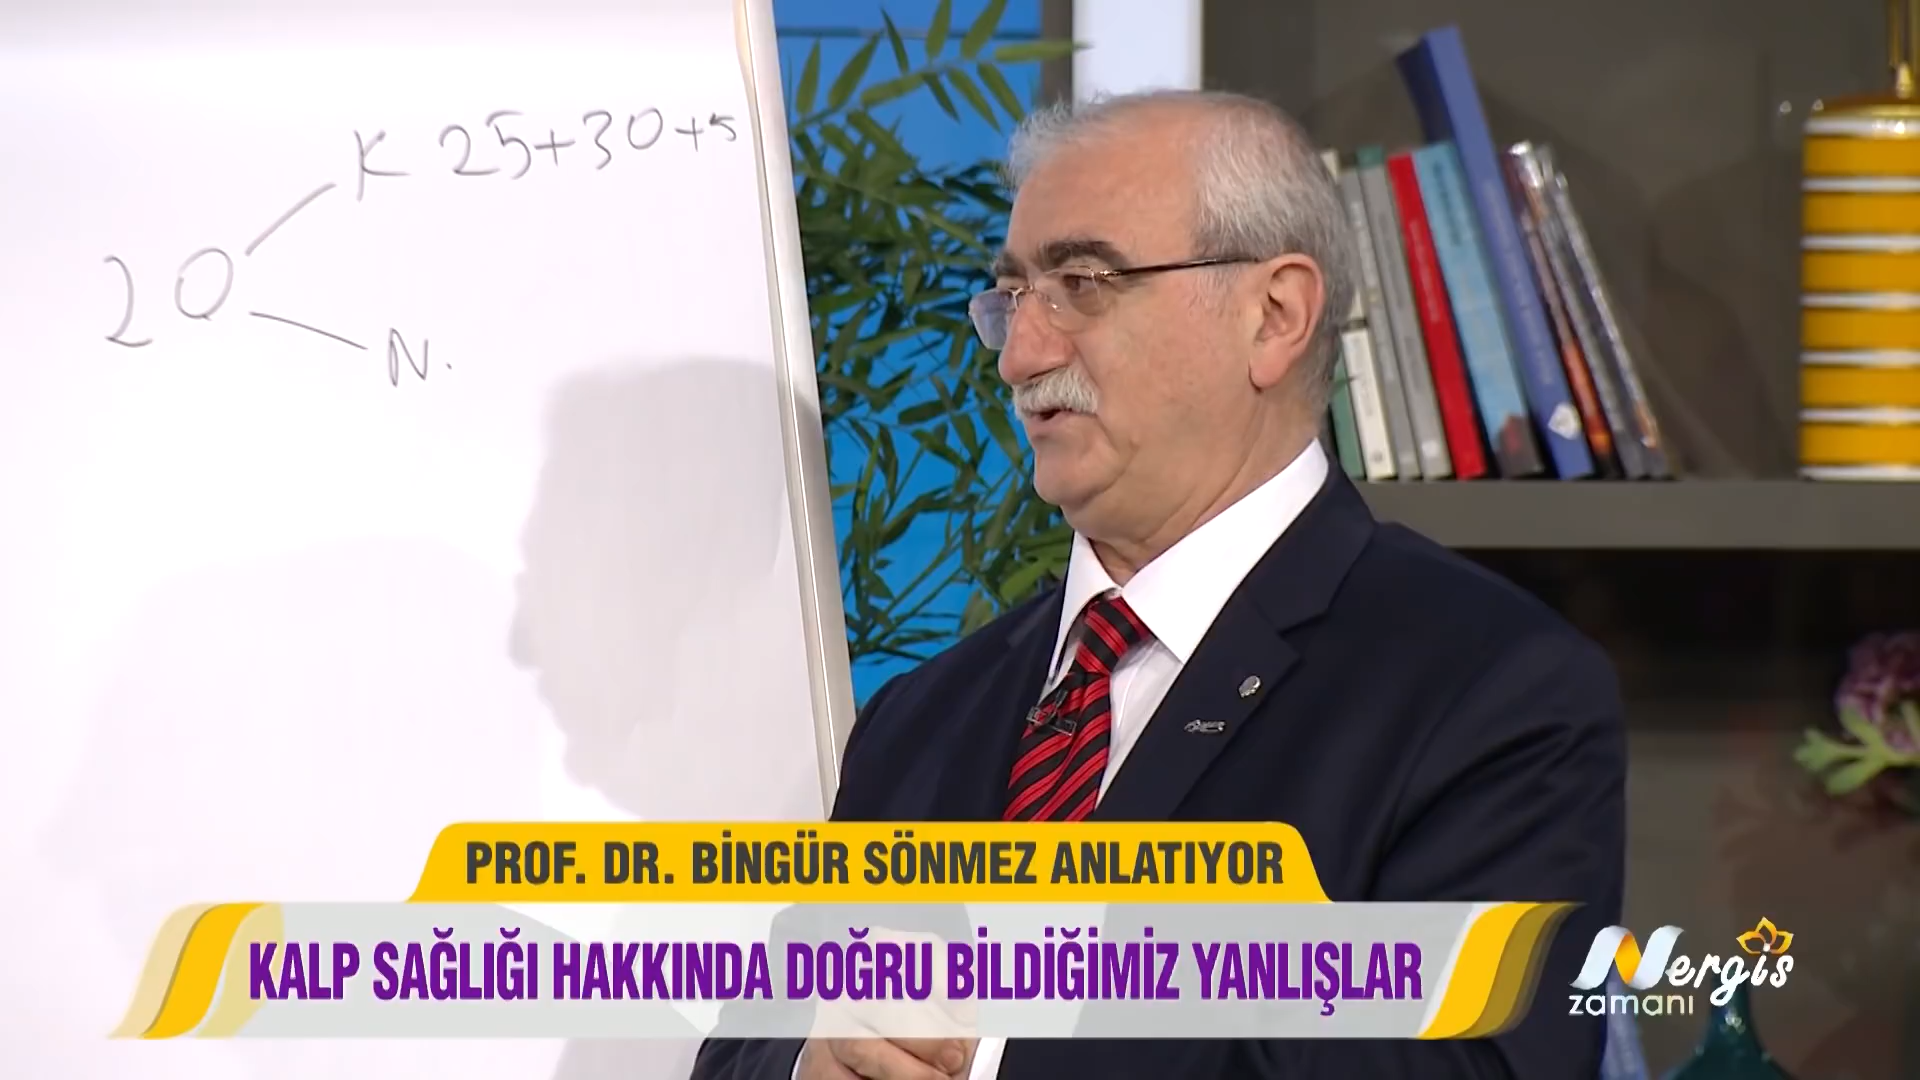 K 25+30+5
20
N.
PROF. DR. BİNGÜR SÖNMEZ ANLATIYOR
KALP SAĞLIĞI HAKKINDA DOĞRU BİLDİĞİMİZ YANLIŞLAR
Nergis
zamanı